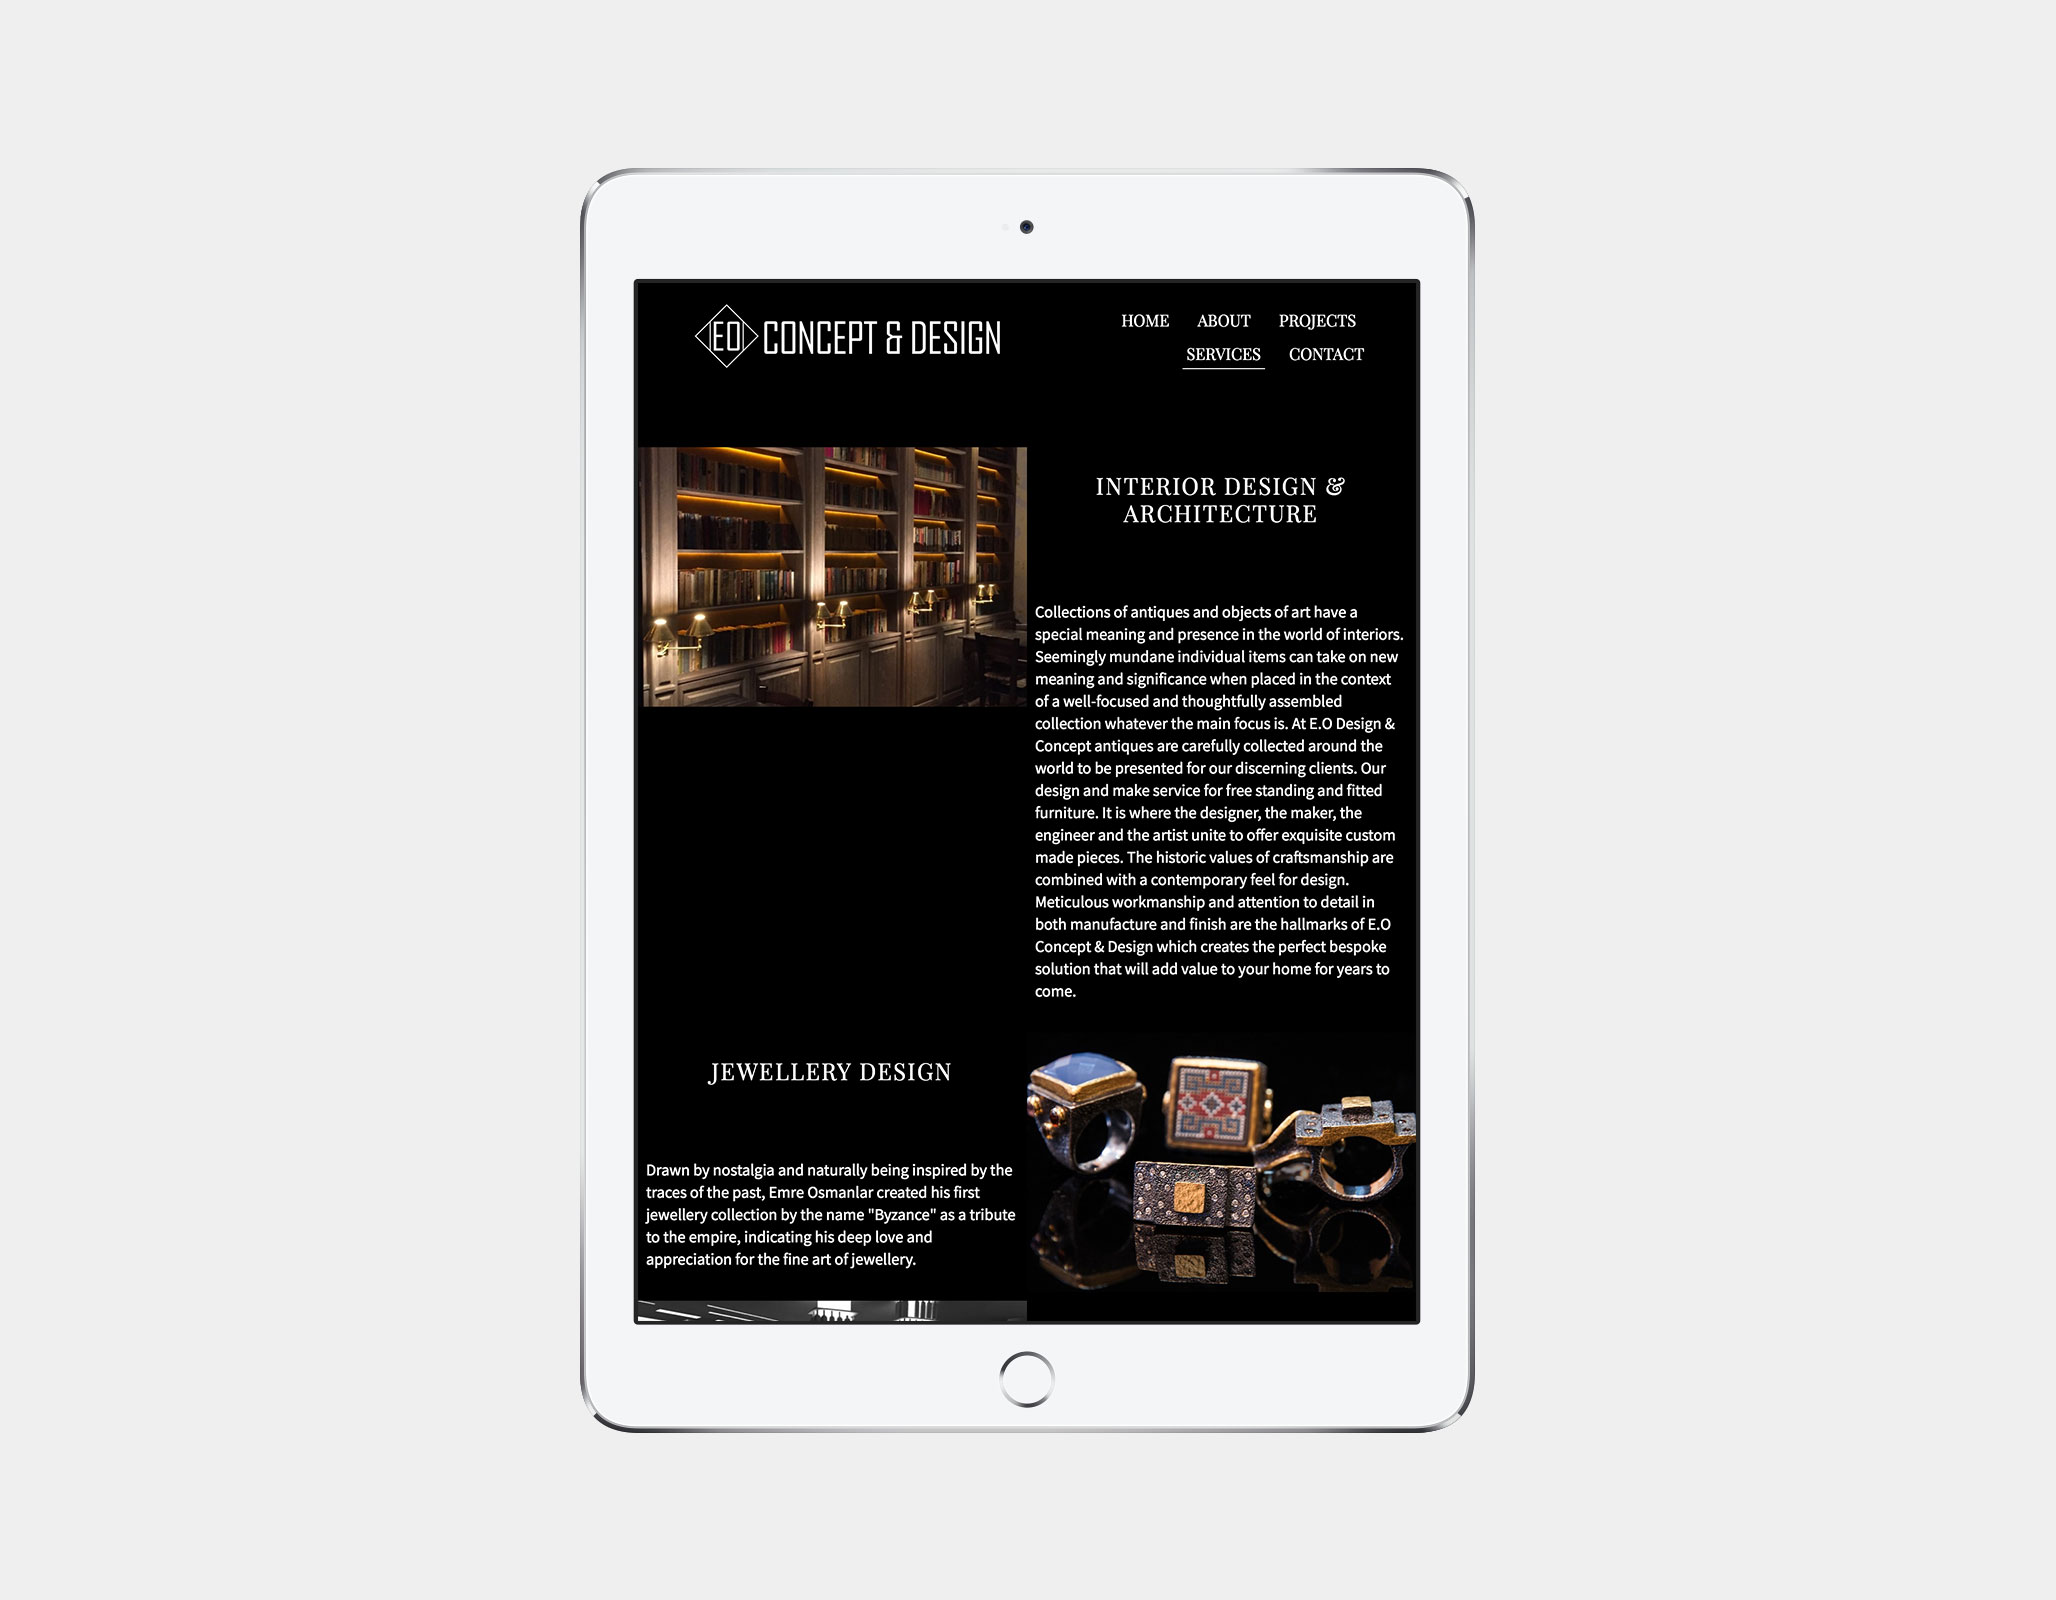 EO CONCEPT & DESIGN
HOME ABOUT PROJECTS
SERVICES CONTACT
INTERIOR DESIGN &
ARCHITECTURE
Collections of antiques and objects of art have a
special meaning and presence in the world of interiors.
Seemingly mundane individual items can take on new
meaning and significance when placed in the context
of a well-focused and thoughtfully assembled
collection whatever the main focus is. At E.O Design &
Concept antiques are carefully collected around the
world to be presented for our discerning clients. Our
design and make service for free standing and fitted
furniture. It is where the designer, the maker, the
engineer and the artist unite to offer exquisite custom
made pieces. The historic values of craftsmanship are
combined with a contemporary feel for design.
Meticulous workmanship and attention to detail in
both manufacture and finish are the hallmarks of E.O
Concept & Design which creates the perfect bespoke
solution that will add value to your home for years to
come.
JEWELLERY DESIGN
Drawn by nostalgia and naturally being inspired by the
traces of the past, Emre Osmanlar created his first
jewellery collection by the name "Byzance" as a tribute
to the empire, indicating his deep love and
appreciation for the fine art of jewellery.